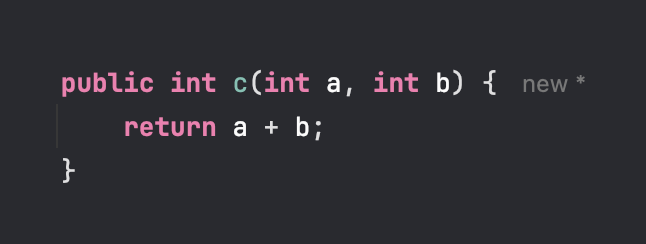 public int c(int a, int b) { new *
    return a + b;
}